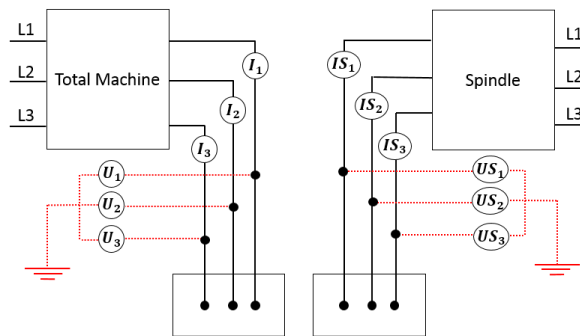 L1
L2
L3
Total Machine
I₁
I₂
I₃
U₁
U₂
U₃
IS₁
IS₂
IS₃
Spindle
L1
L2
L3
US₁
US₂
US₃